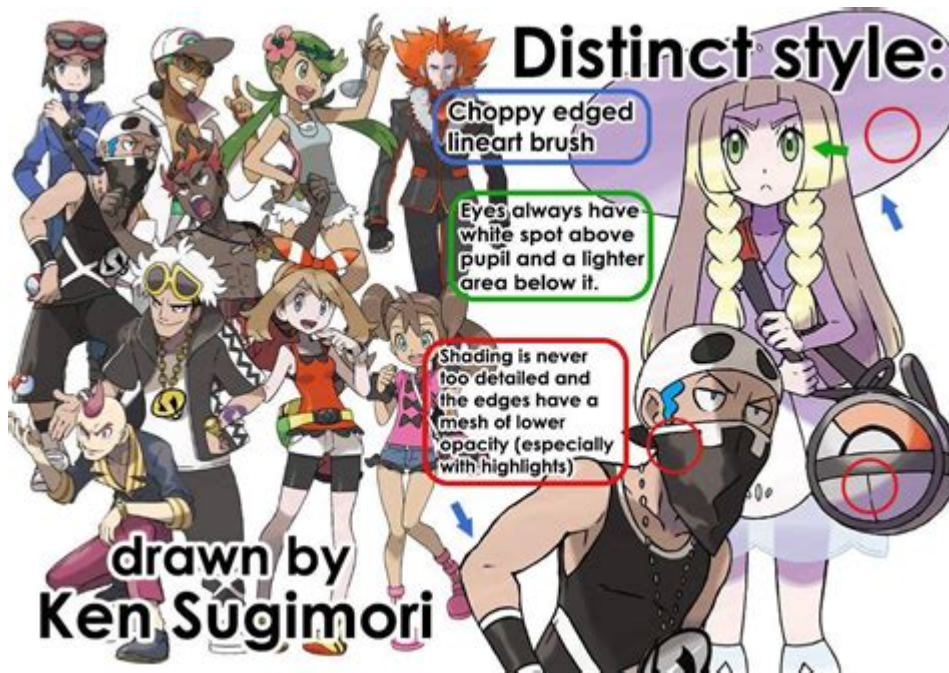 Distinct style:
Choppy edged
lineart brush
Eyes always have
white spot above
pupil and a lighter
area below it.
Shading is never
too detailed and
the edges have a
mesh of lower
opacity (especially
with highlights)
drawn by
Ken Sugimori